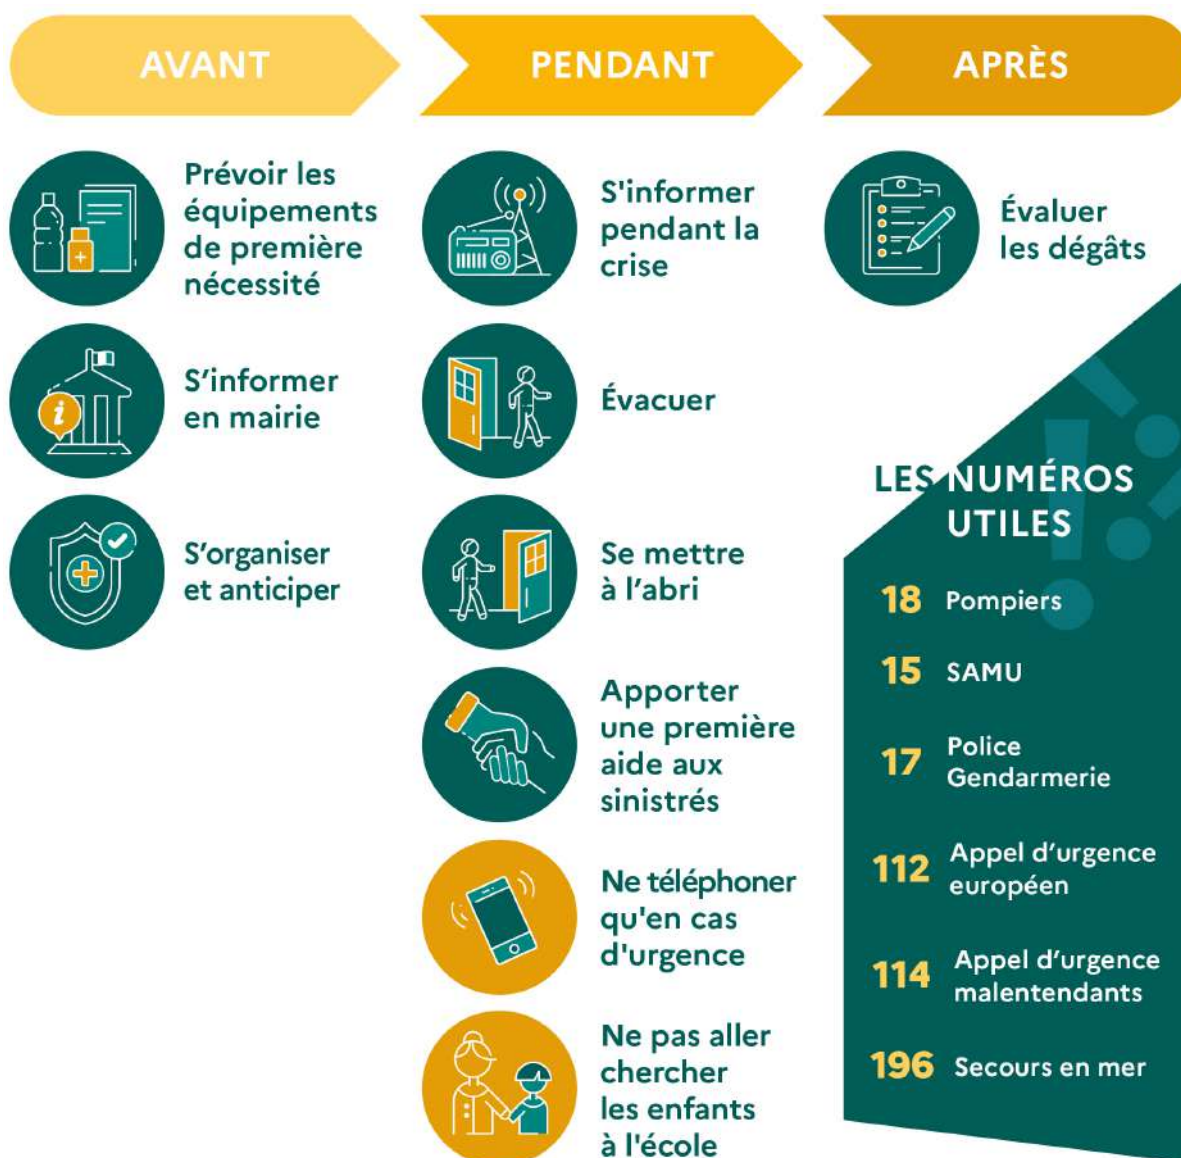 AVANT
Prévoir les
équipements
de première
nécessité
S'informer
en mairie
S'organiser
et anticiper
PENDANT
S'informer
pendant la
crise
Évacuer
Se mettre
à l'abri
Apporter
une première
aide aux
sinistrés
Ne téléphoner
qu'en cas
d'urgence
Ne pas aller
chercher
les enfants
à l'école
APRÈS
Évaluer
les dégâts
LES NUMÉROS
UTILES
18 Pompiers
15 SAMU
17 Police
Gendarmerie
112 Appel d'urgence
européen
114 Appel d'urgence
malentendants
196 Secours en mer